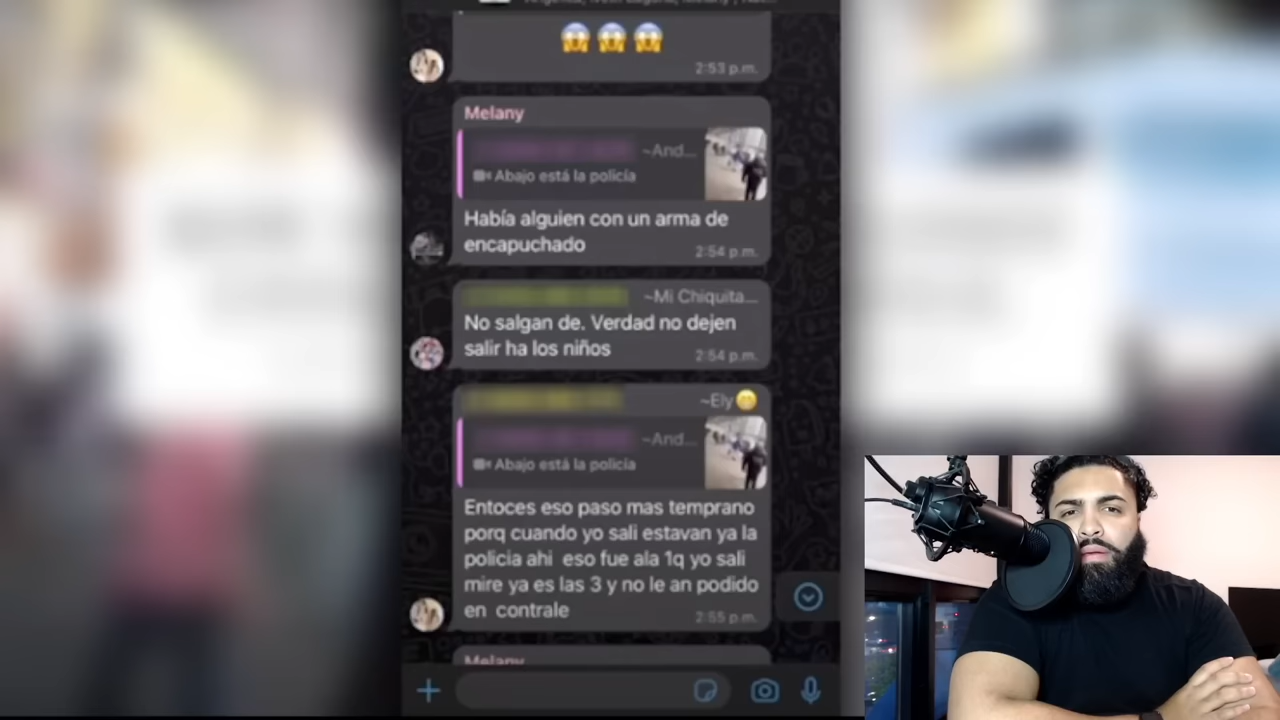 2:53 p.m.
Melany
~And...
Abajo está la policía
Había alguien con un arma de
encapuchado
2:54 p.m.
~Mi Chiquita...
No salgan de. Verdad no dejen
salir ha los niños
2:54 p.m.
~Ely
~And...
Abajo está la policía
Entoces eso paso mas temprano
porq cuando yo sali estavan ya la
policia ahi eso fue ala 1q yo sali
mire ya es las 3 y no le an podido
en contrale
2:55 p.m.
Melany